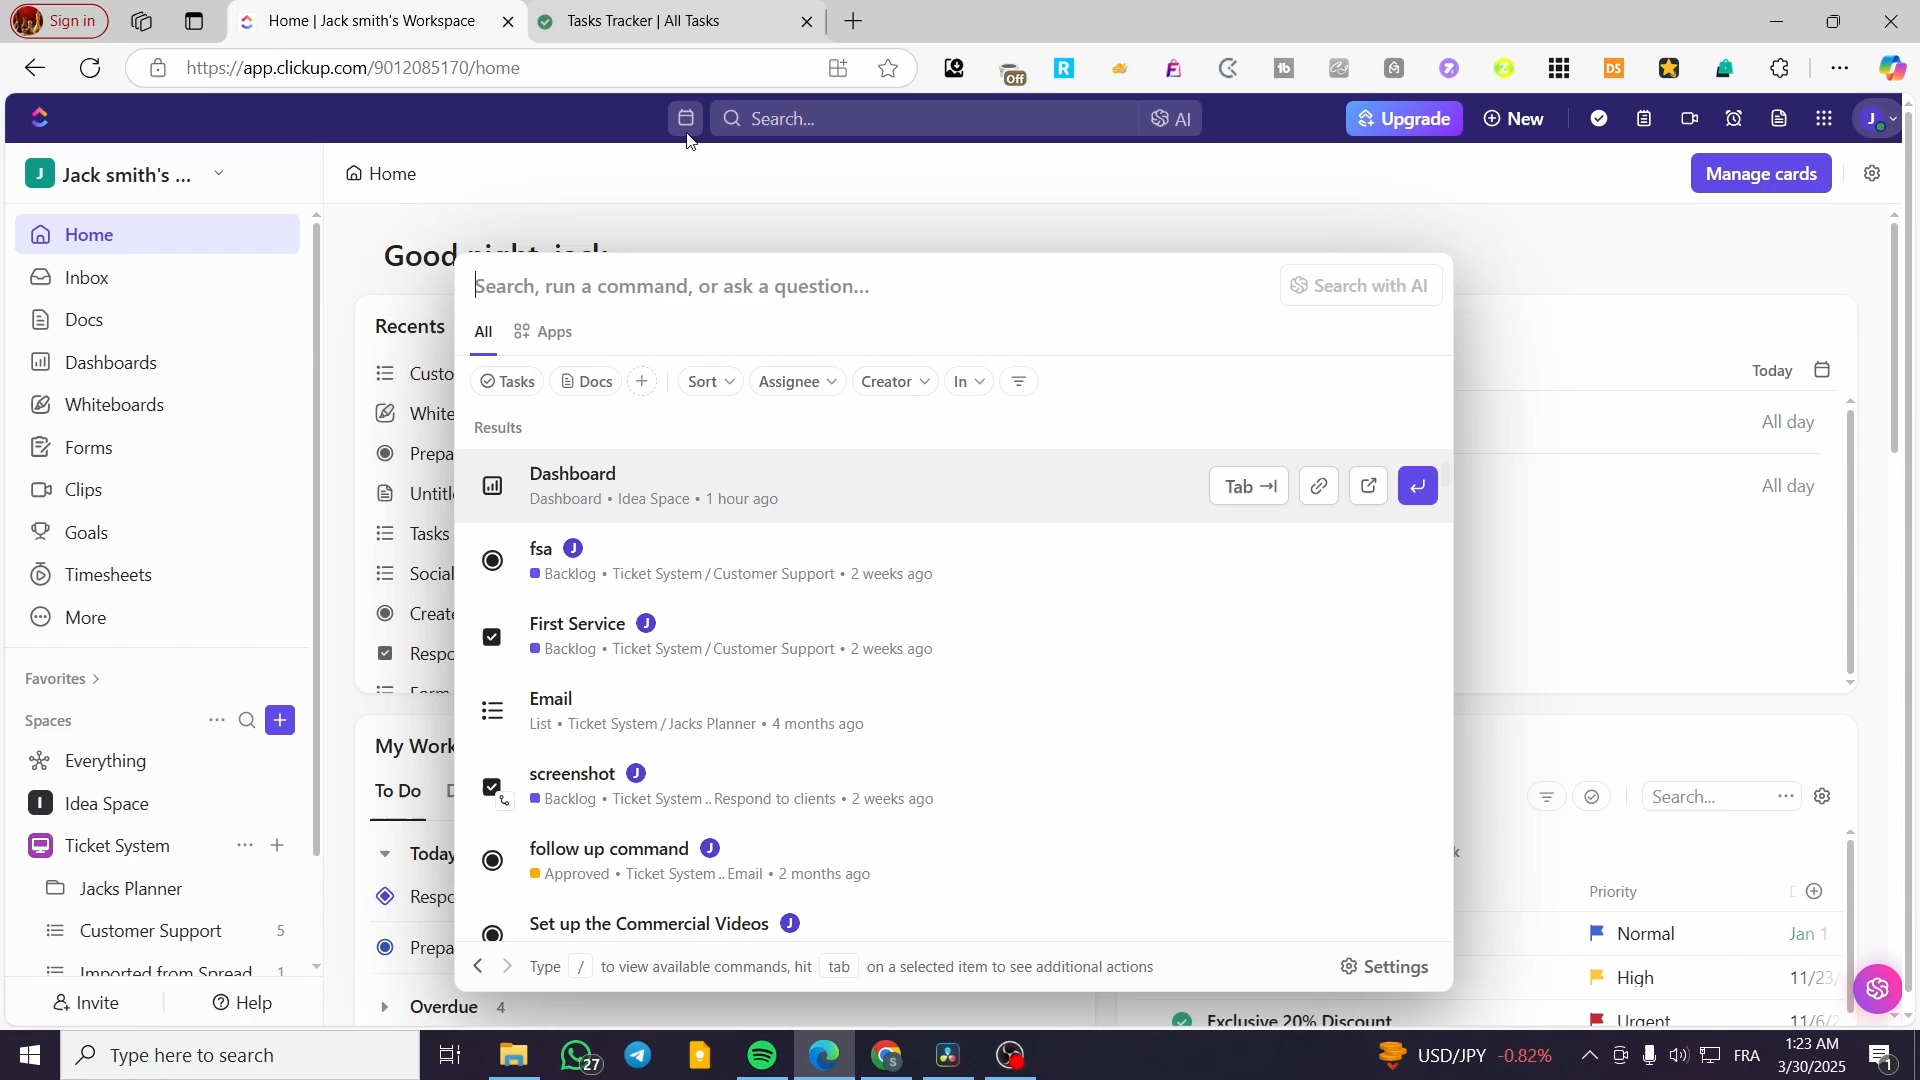 Sign in
Home | Jack smith's Workspace
Tasks Tracker | All Tasks
https://app.clickup.com/9012085170/home
Off
R
tb
DS
Search...
AI
Upgrade
New
J
J
Jack smith's ...
Home
Manage cards
Home
Inbox
Docs
Dashboards
Whiteboards
Forms
Clips
Goals
Timesheets
More
Favorites
Spaces
Everything
I
Idea Space
Ticket System
Jacks Planner
Customer Support 5
Imported from Spread 1
Invite
Help
Good night, jack
Recents
Custo
White
Prepa
Untitl
Tasks
Social
Create
Respo
Form
My Work
To Do
D
Today
Respo
Prepa
Overdue 4
Search, run a command, or ask a question...
Search with AI
All
Apps
Tasks
Docs
Sort
Assignee
Creator
In
Results
Dashboard
Dashboard • Idea Space • 1 hour ago
Tab
fsa J
Backlog • Ticket System / Customer Support • 2 weeks ago
First Service J
Backlog • Ticket System / Customer Support • 2 weeks ago
Email
List • Ticket System / Jacks Planner • 4 months ago
screenshot J
Backlog • Ticket System .. Respond to clients • 2 weeks ago
follow up command J
Approved • Ticket System .. Email • 2 months ago
Set up the Commercial Videos J
Type / to view available commands, hit tab on a selected item to see additional actions
Settings
Today
All day
All day
Search...
k
Priority
Normal Jan 1
High 11/23/
Exclusive 20% Discount Urgent 11/6/2
Type here to search
27
USD/JPY -0.82%
FRA
1:23 AM
3/30/2025
1